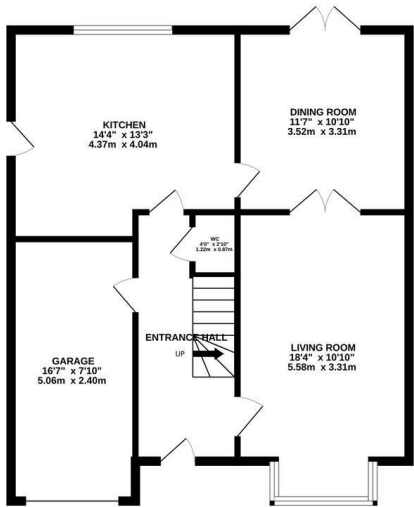 KITCHEN
14'4" x 13'3"
4.37m x 4.04m
DINING ROOM
11'7" x 10'10"
3.52m x 3.31m
WC
4'0" x 2'10"
1.22m x 0.87m
ENTRANCE HALL
UP
LIVING ROOM
18'4" x 10'10"
5.58m x 3.31m
GARAGE
16'7" x 7'10"
5.06m x 2.40m